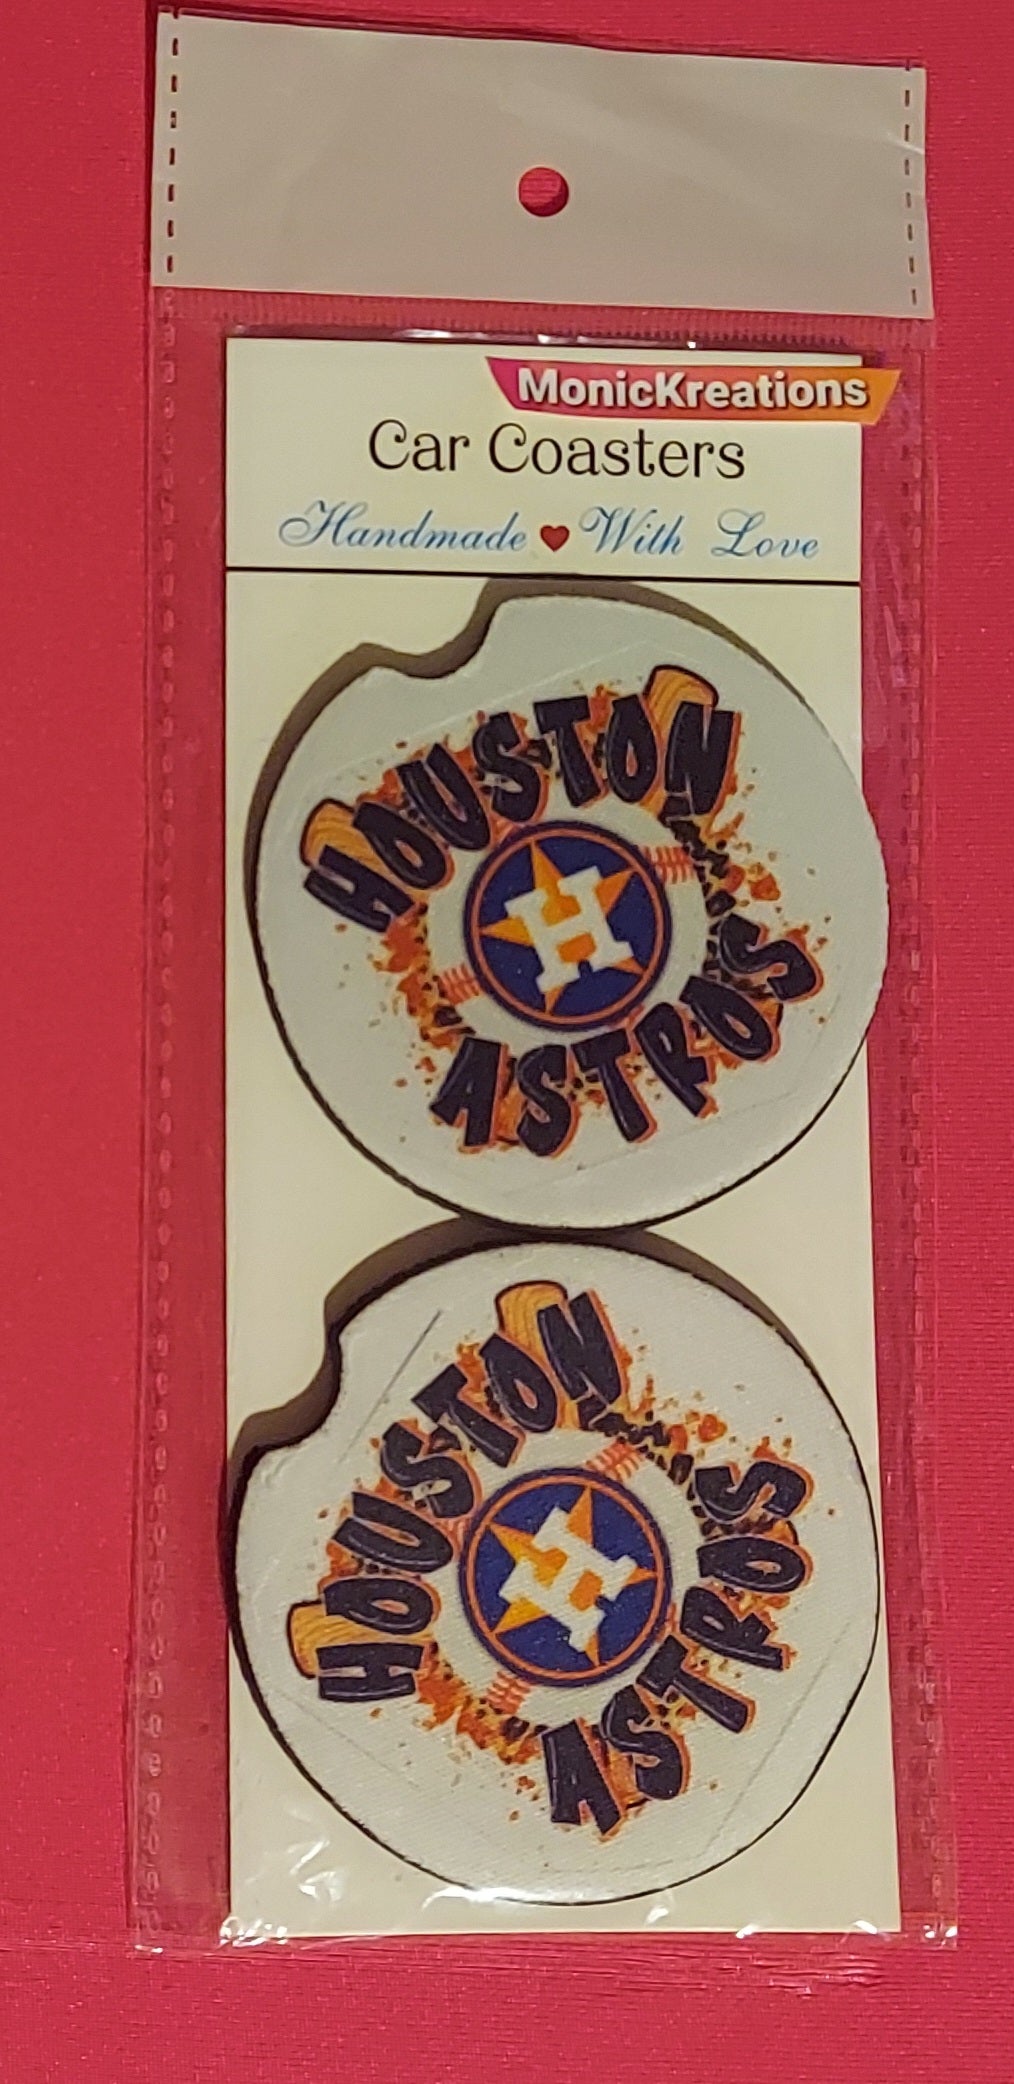 MonicKreations
Car Coasters
Handmade With Love
HOUSTON
H
ASTROS
HOUSTON
H
ASTROS